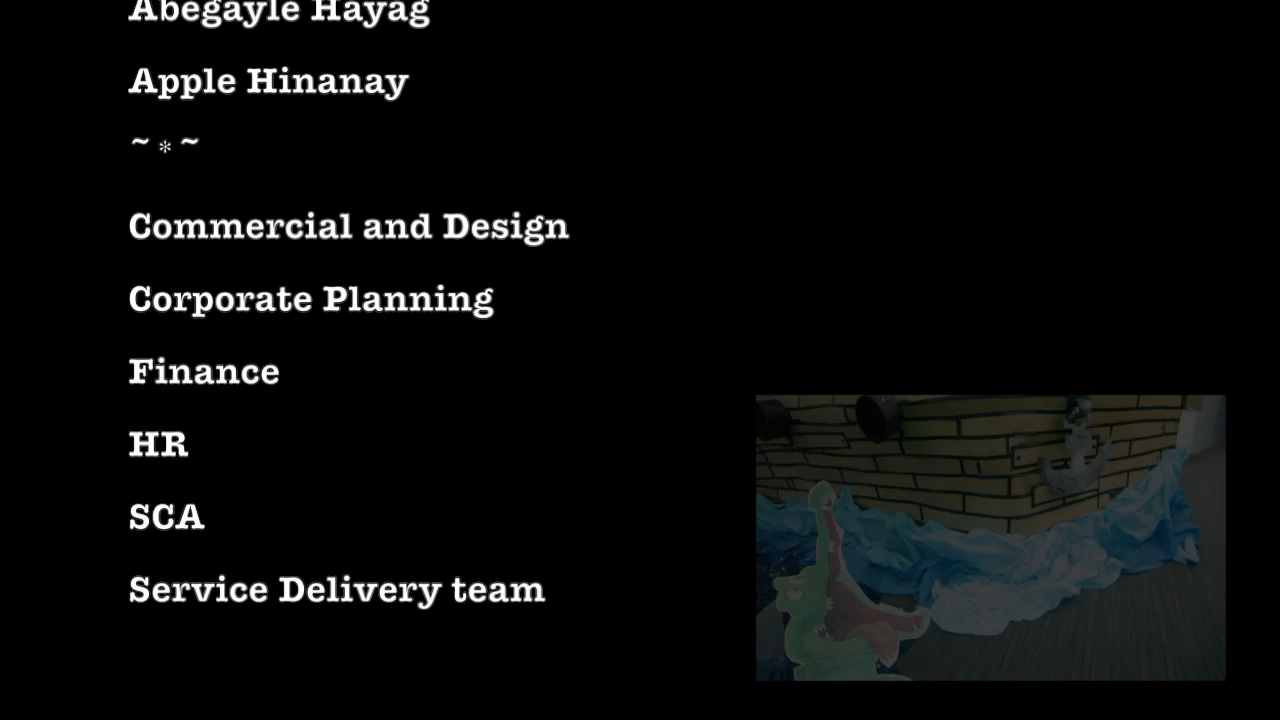 Abegayle Hayag
Apple Hinanay
~ * ~
Commercial and Design
Corporate Planning
Finance
HR
SCA
Service Delivery team